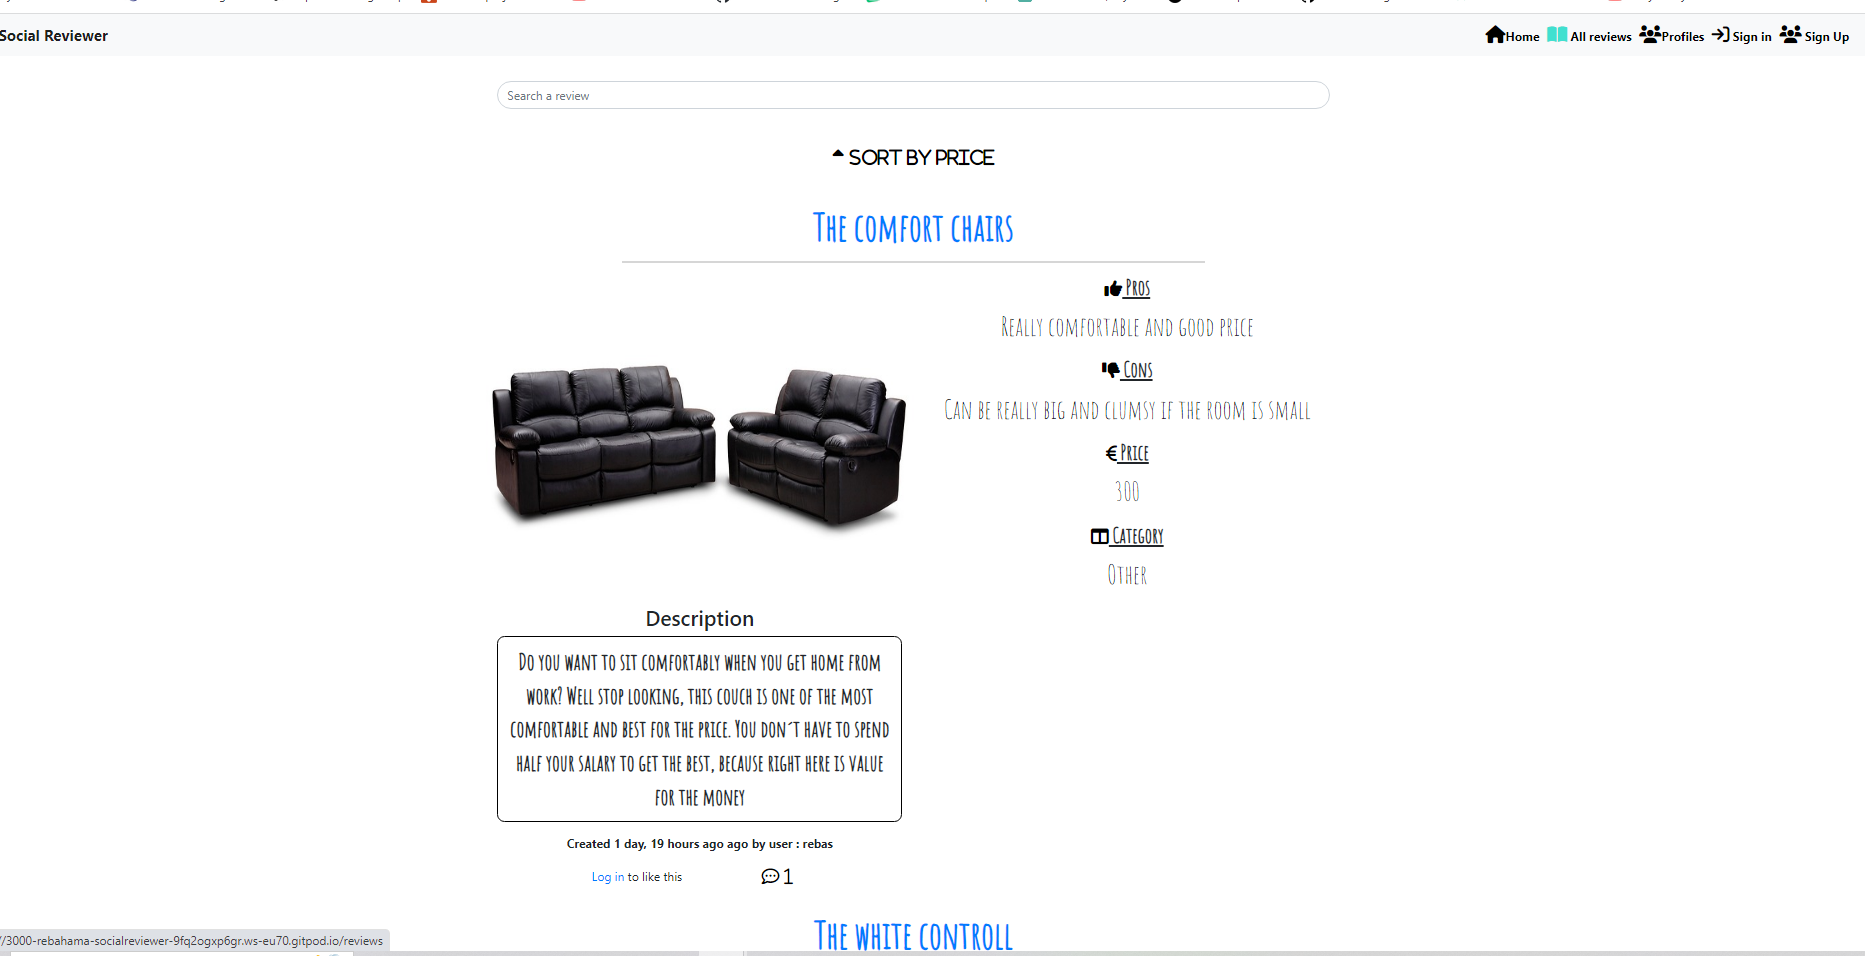 Social Reviewer
Home All reviews Profiles Sign in Sign Up
Search a review
SORT BY PRICE
The comfort chairs
Pros
Really comfortable and good price
Cons
Can be really big and clumsy if the room is small
Price
300
Category
Other
Description
Do you want to sit comfortably when you get home from
work? Well stop looking, this couch is one of the most
comfortable and best for the price. You don´t have to spend
half your salary to get the best, because right here is value
for the money
Created 1 day, 19 hours ago ago by user : rebas
Log in to like this
1
The white controll
//3000-rebahama-socialreviewer-9fq2ogxp6gr.ws-eu70.gitpod.io/reviews